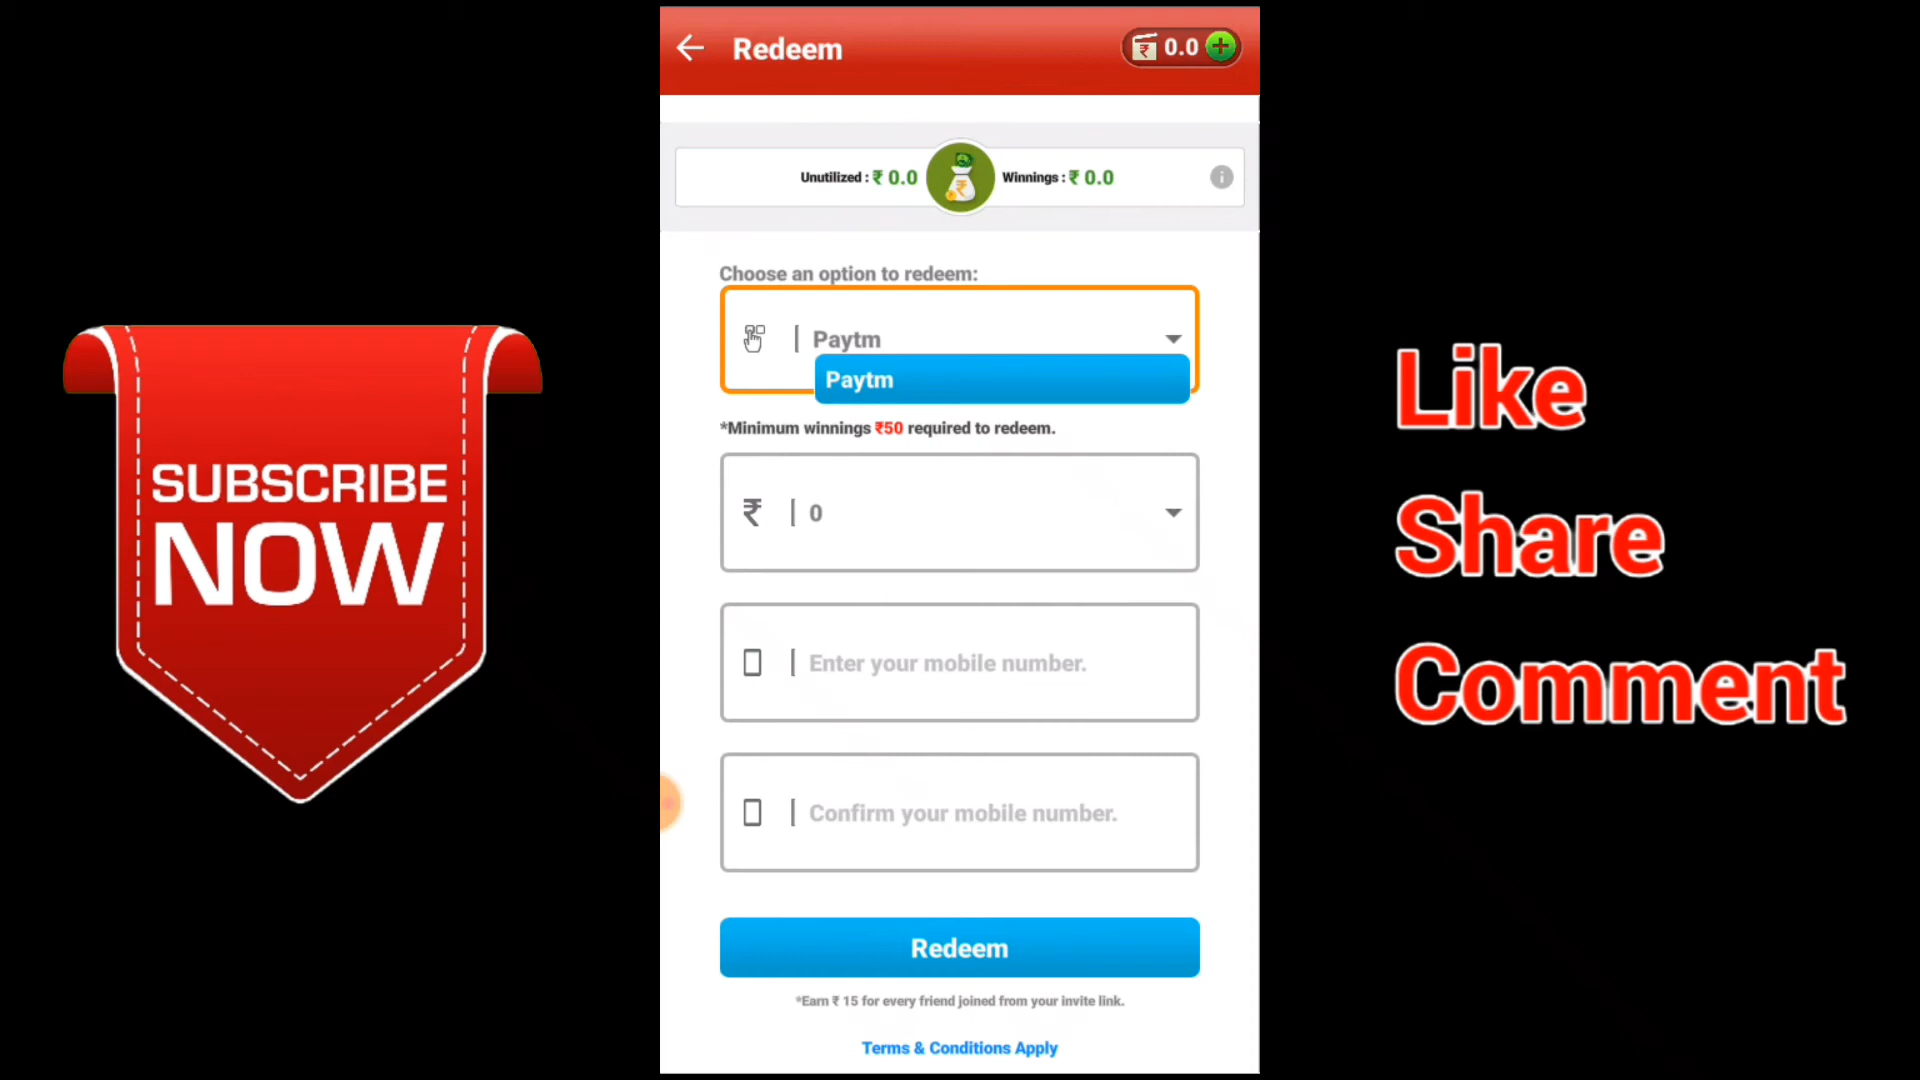 Redeem
0.0
Unutilized : ₹ 0.0
Winnings : ₹ 0.0
Choose an option to redeem:
Paytm
Paytm
*Minimum winnings ₹50 required to redeem.
₹ | 0
Enter your mobile number.
Confirm your mobile number.
Redeem
*Earn ₹ 15 for every friend joined from your invite link.
Terms & Conditions Apply
SUBSCRIBE
NOW
Like
Share
Comment